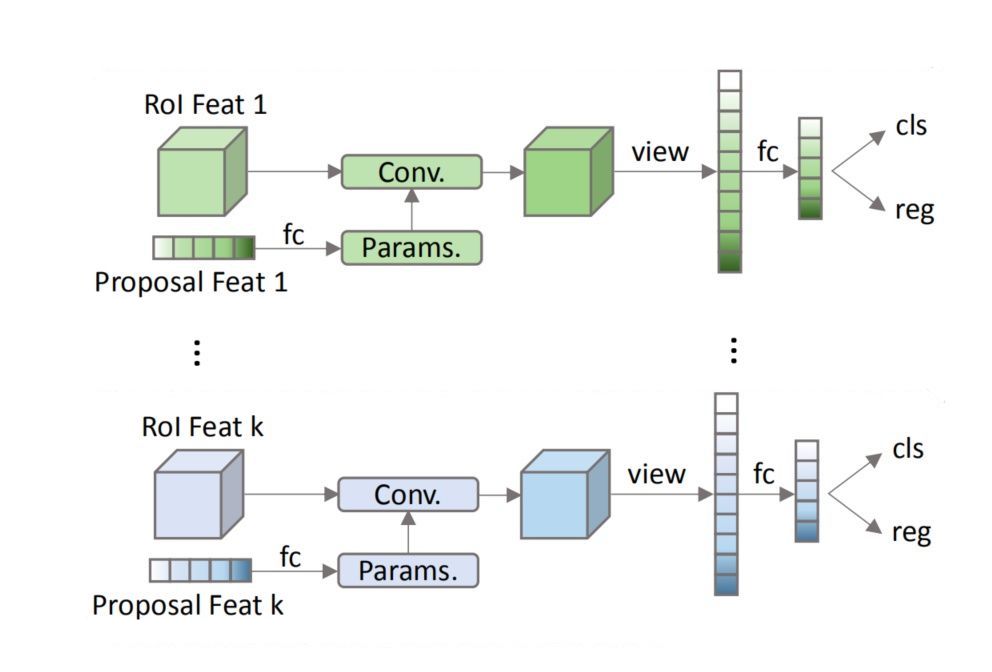 RoI Feat 1
Conv.
view
fc
cls
reg
fc
Params.
Proposal Feat 1
RoI Feat k
Conv.
view
fc
cls
reg
fc
Params.
Proposal Feat k